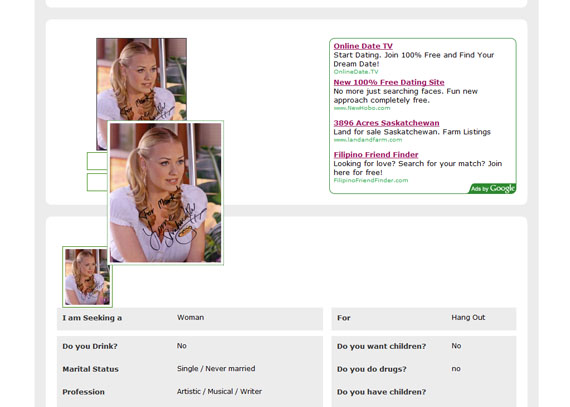 Online Date TV
Start Dating. Join 100% Free and Find Your
Dream Date!
OnlineDate.TV
New 100% Free Dating Site
No more just searching faces. Fun new
approach completely free.
www.NewHobo.com
3896 Acres Saskatchewan
Land for sale Saskatchewan. Farm Listings
www.landandfarm.com
Filipino Friend Finder
Looking for love? Search for your match? Join
here for free!
FilipinoFriendFinder.com
Ads by Google
I am Seeking a Woman
For Hang Out
Do you Drink? No
Do you want children? No
Marital Status Single / Never married
Do you do drugs? no
Profession Artistic / Musical / Writer
Do you have children?